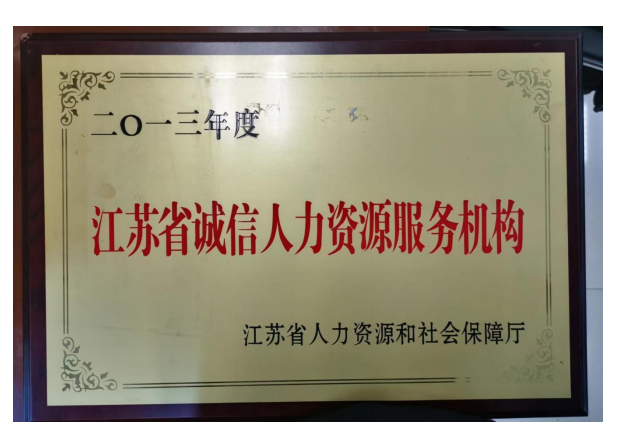 二〇一三年度
江苏省诚信人力资源服务机构
江苏省人力资源和社会保障厅